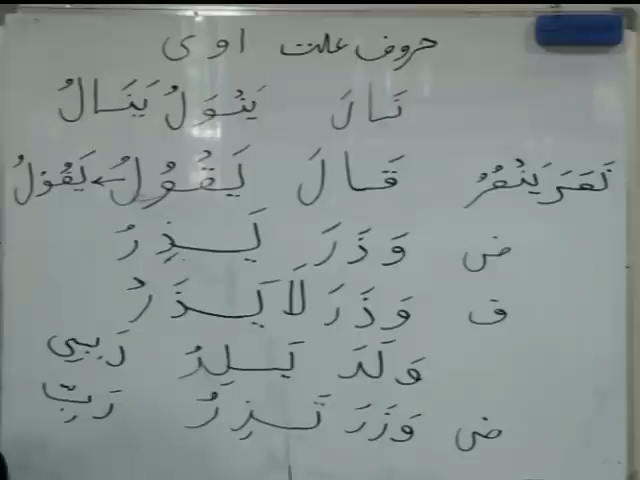 حروف علت ا و ی
نَالَ یَنْوَلُ یَنَالُ
نَصَرَ یَنْصُرُ قَالَ یَقْوُلُ ← یَقُوْلُ
ض وَذَرَ یَذِرُ
ف وَذَرَ لَا یَذَرُ
وَلَدَ یَلِدُ رَبِیِ
ض وَزَرَ تَزِرُ رَبِّ